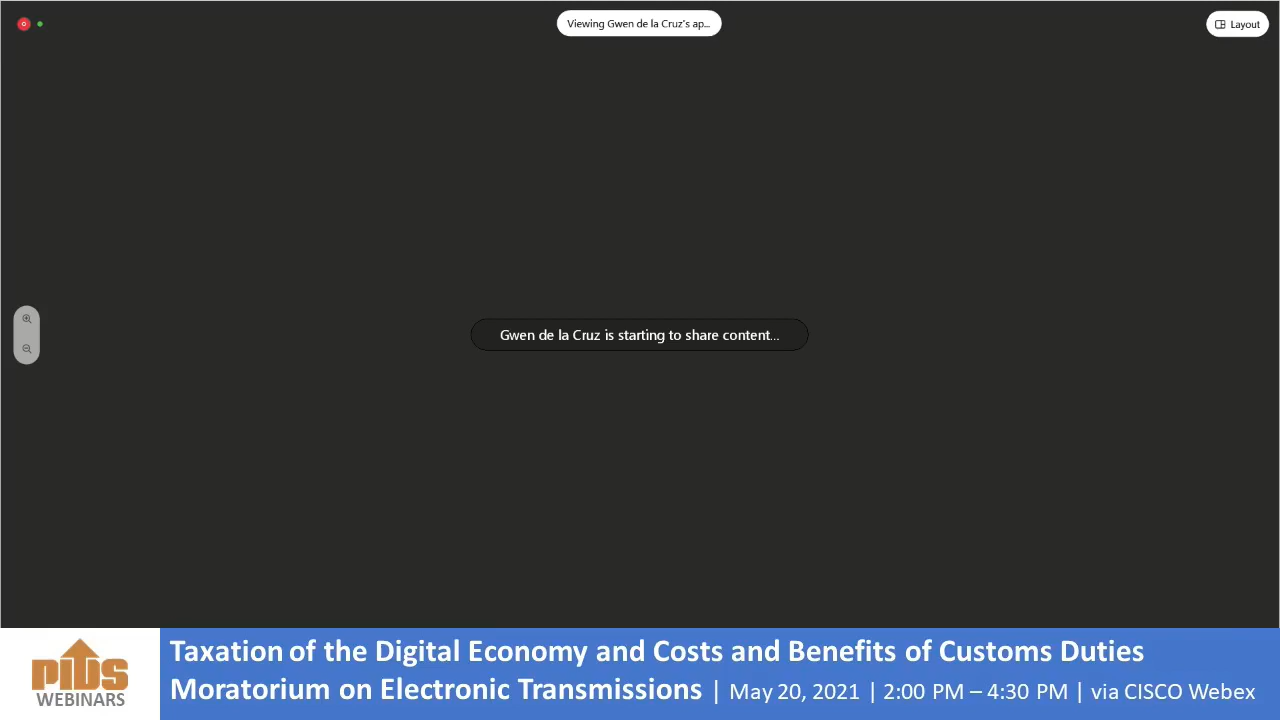 Viewing Gwen de la Cruz's ap...
Layout
Gwen de la Cruz is starting to share content...
pids
WEBINARS
Taxation of the Digital Economy and Costs and Benefits of Customs Duties
Moratorium on Electronic Transmissions | May 20, 2021 | 2:00 PM – 4:30 PM | via CISCO Webex